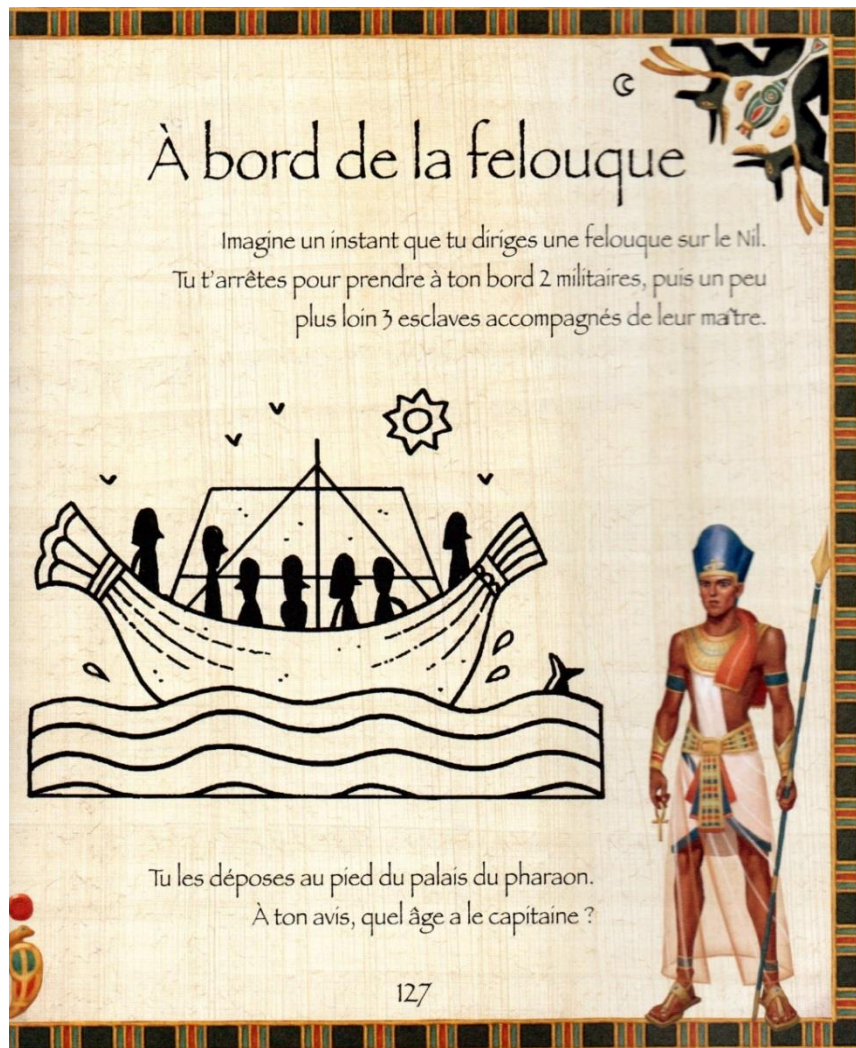 À bord de la felouque
Imagine un instant que tu diriges une felouque sur le Nil.
Tu t'arrêtes pour prendre à ton bord 2 militaires, puis un peu
plus loin 3 esclaves accompagnés de leur maître.
Tu les déposes au pied du palais du pharaon.
À ton avis, quel âge a le capitaine ?
127